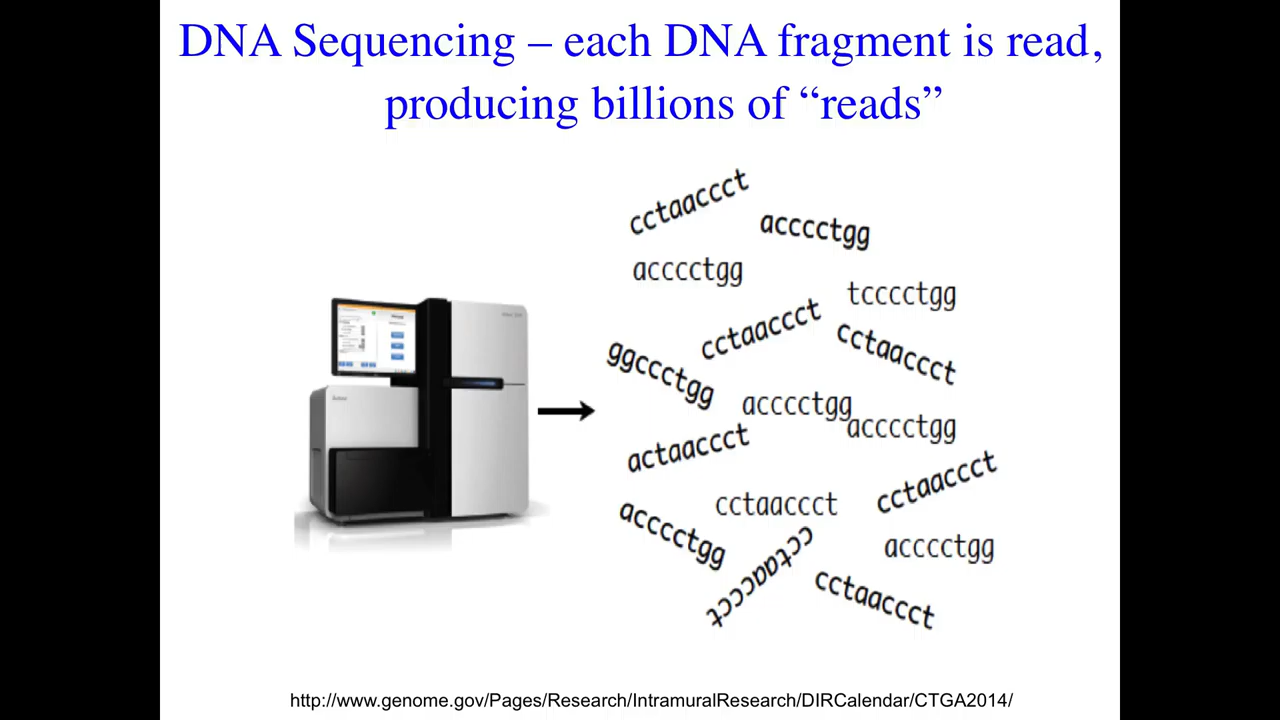 DNA Sequencing – each DNA fragment is read,
producing billions of “reads”
cctaaccct
acccctgg
acccctgg
tcccctgg
cctaaccct
cctaaccct
ggccctgg
acccctgg
acccctgg
actaaccct
cctaaccct
cctaaccct
acccctgg
acccctgg
cctaaccct
cctaaccct
http://www.genome.gov/Pages/Research/IntramuralResearch/DIRCalendar/CTGA2014/